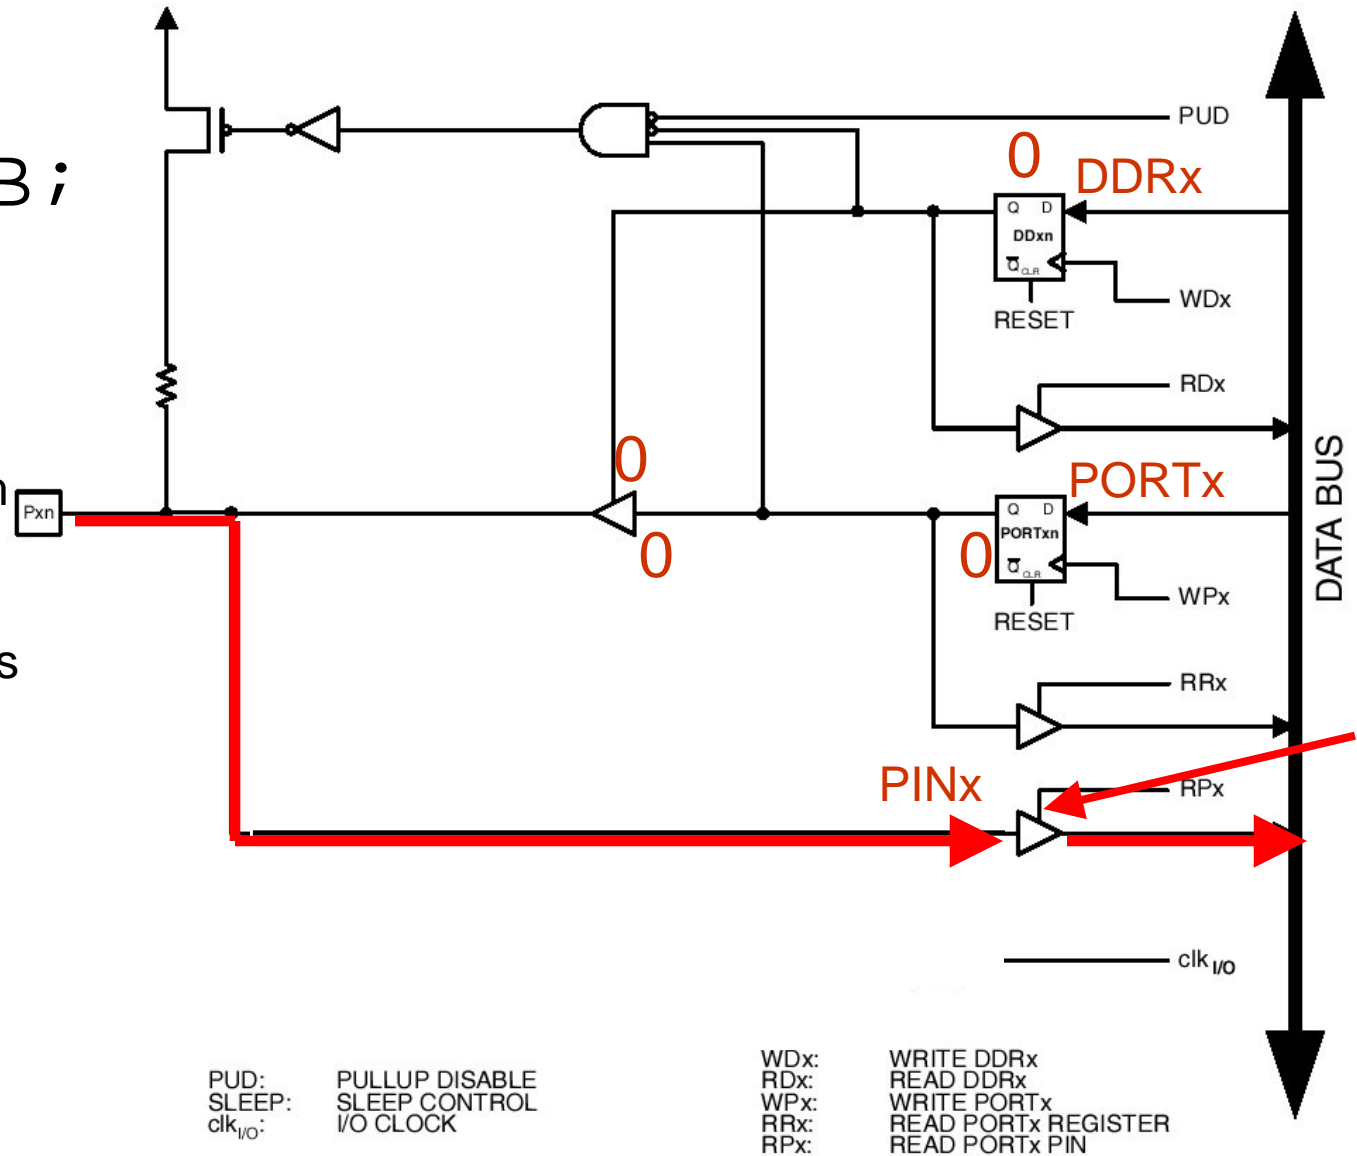 PUD
0
DDRx
B;
Q D
DDxn
Q CLR
WDx
RESET
RDx
0
PORTx
n
Pxn
Q D
PORTxn
0
0
Q CLR
WPx
RESET
DATA BUS
s
RRx
PINx
RPx
clk I/O
PUD: PULLUP DISABLE
SLEEP: SLEEP CONTROL
clkI/O: I/O CLOCK
WDx: WRITE DDRx
RDx: READ DDRx
WPx: WRITE PORTx
RRx: READ PORTx REGISTER
RPx: READ PORTx PIN